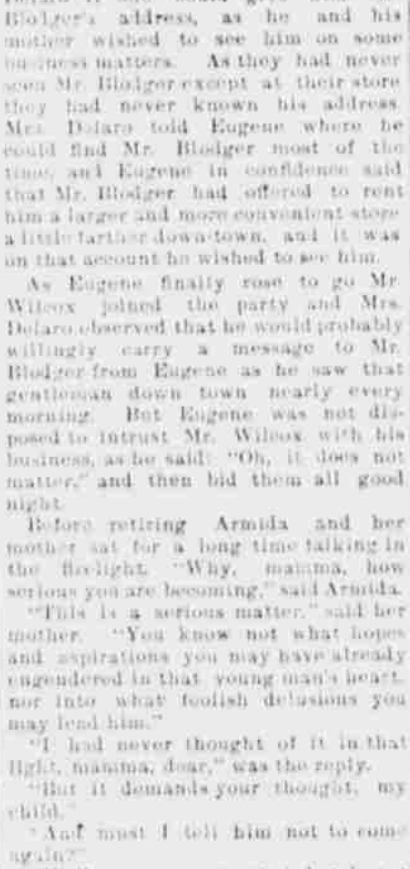 Blodger's address, as he and his
mother wished to see him on some
business matters. As they had never
seen Mr. Blodger except at their store
they had never known his address.
Mrs. Delaro told Eugene where he
could find Mr. Blodger most of the
time, and Eugene in confidence said
that Mr. Blodger had offered to rent
him a larger and more convenient store
a little farther down-town, and it was
on that account he wished to see him.
As Eugene finally rose to go Mr.
Wilcox joined the party and Mrs.
Delaro observed that he would probably
willingly carry a message to Mr.
Blodger from Eugene as he saw that
gentleman down town nearly every
morning. But Eugene was not dis-
posed to intrust Mr. Wilcox with his
business, as he said: "Oh, it does not
matter," and then bid them all good
night.
Before retiring Armida and her
mother sat for a long time talking in
the firelight. "Why, mamma, how
serious you are becoming," said Armida.
"This is a serious matter," said her
mother. "You know not what hopes
and aspirations you may have already
engendered in that young man's heart,
nor into what foolish delusions you
may lead him."
"I had never thought of it in that
light, mamma, dear," was the reply.
"But it demands your thought, my
child."
"And must I tell him not to come
again?"